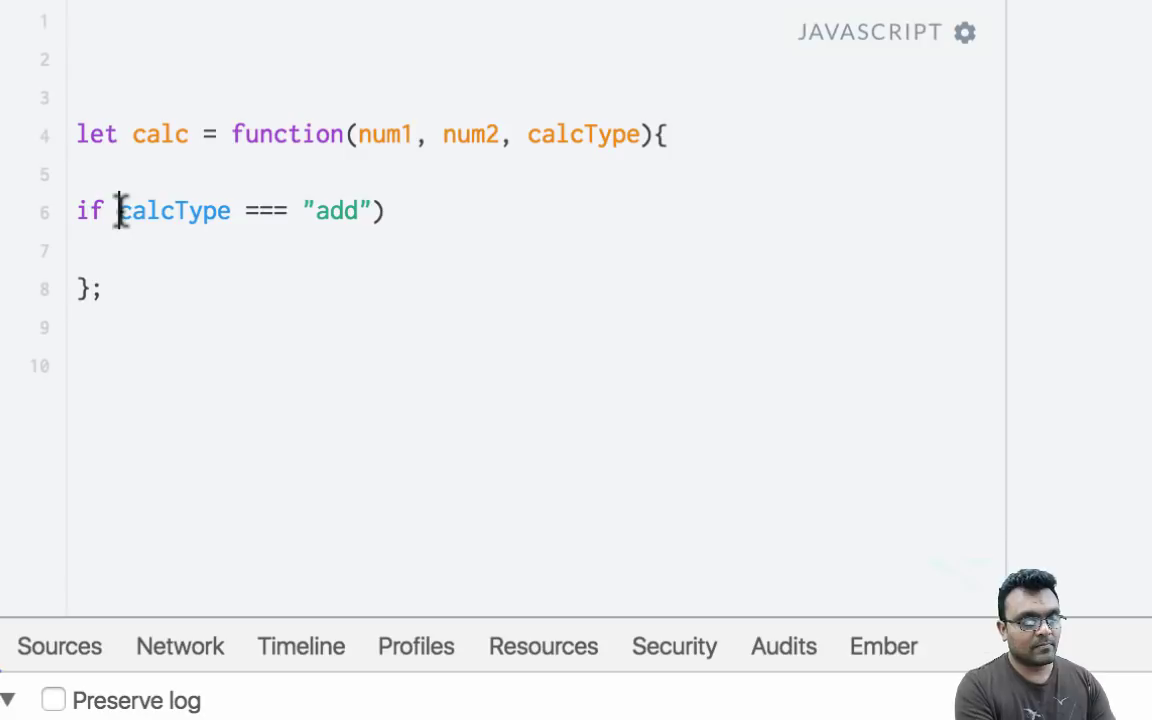 JAVASCRIPT
1
2
3
4 let calc = function(num1, num2, calcType){
5
6 if calcType === "add")
7
8 };
9
10
Sources Network Timeline Profiles Resources Security Audits Ember
Preserve log